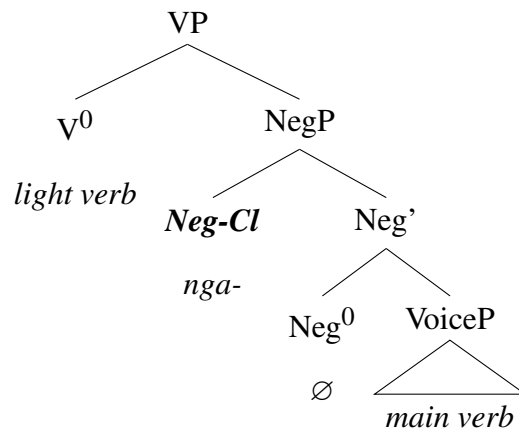 VP
V⁰ NegP
light verb Neg-Cl Neg’
nga- Neg⁰ VoiceP
∅ main verb